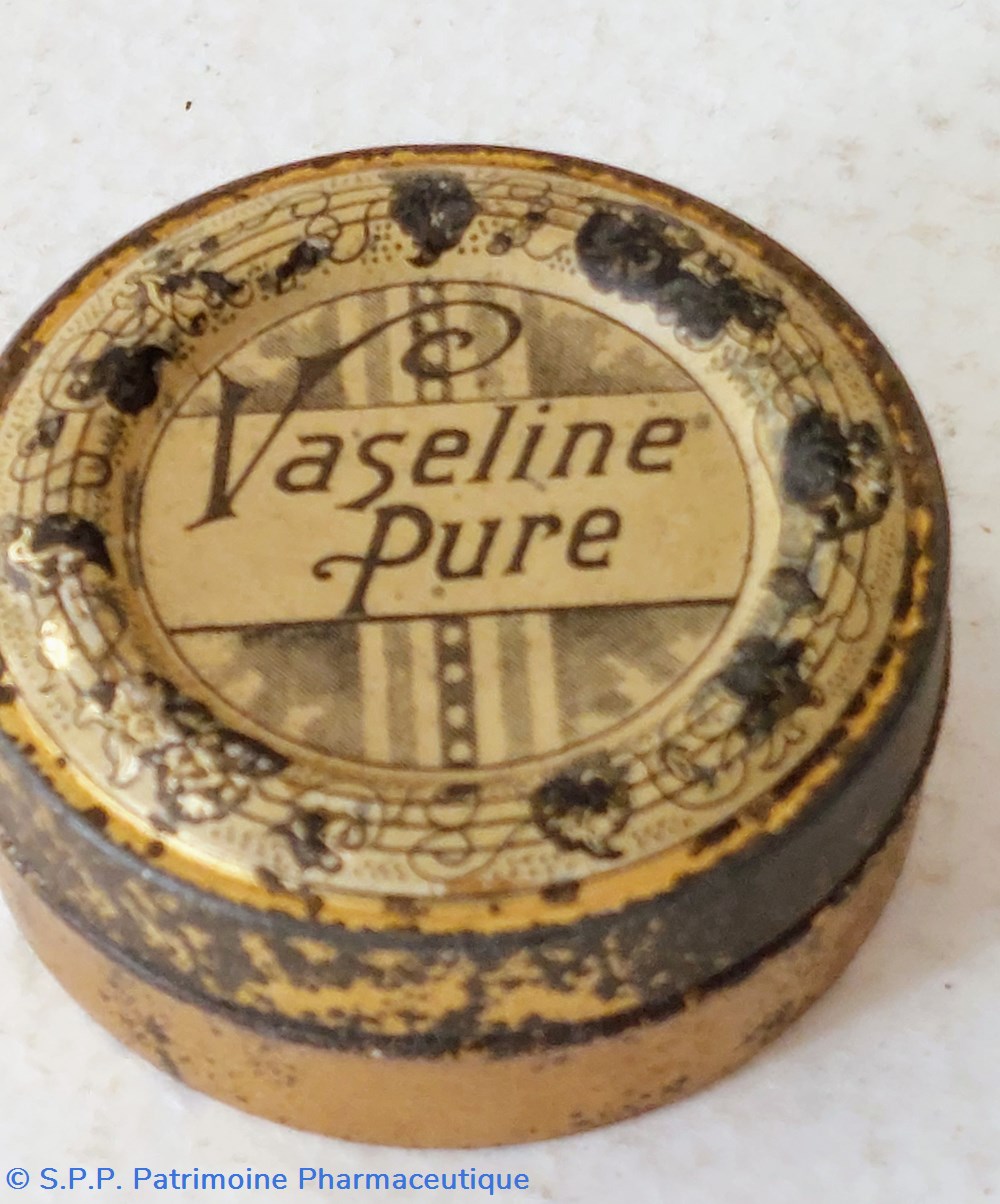 Vaseline
Pure
© S.P.P. Patrimoine Pharmaceutique